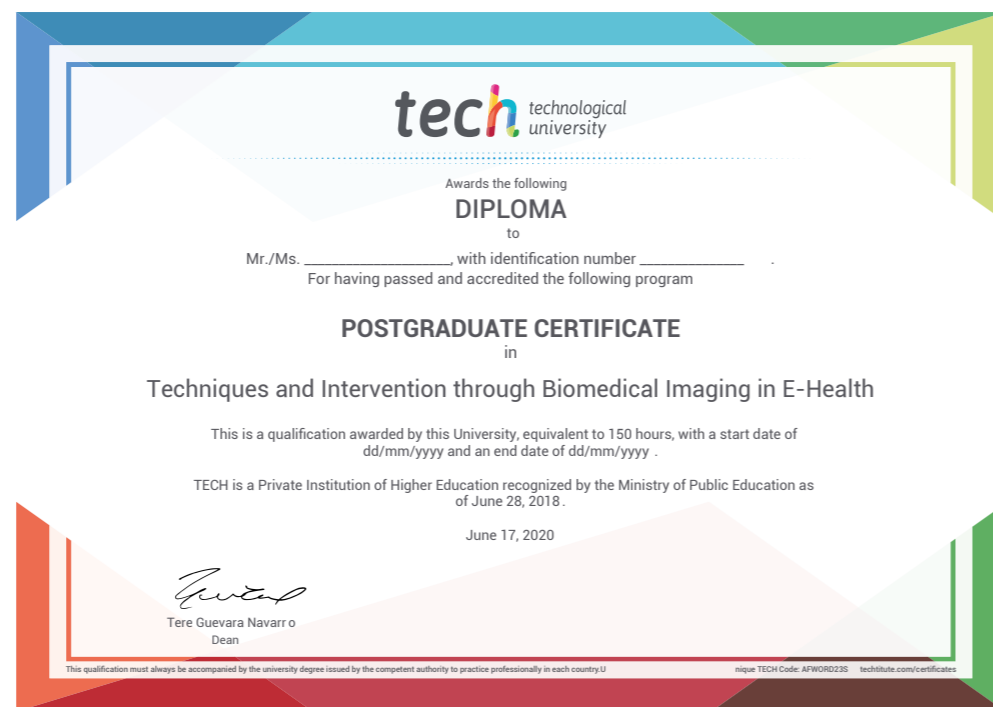 tech technological
university
Awards the following
DIPLOMA
to
Mr./Ms. ____________________, with identification number ______________ .
For having passed and accredited the following program
POSTGRADUATE CERTIFICATE
in
Techniques and Intervention through Biomedical Imaging in E-Health
This is a qualification awarded by this University, equivalent to 150 hours, with a start date of
dd/mm/yyyy and an end date of dd/mm/yyyy .
TECH is a Private Institution of Higher Education recognized by the Ministry of Public Education as
of June 28, 2018.
June 17, 2020
Tere Guevara Navarro
Dean
This qualification must always be accompanied by the university degree issued by the competent authority to practice professionally in each country.U nique TECH Code: AFWORD23S techtitute.com/certificates